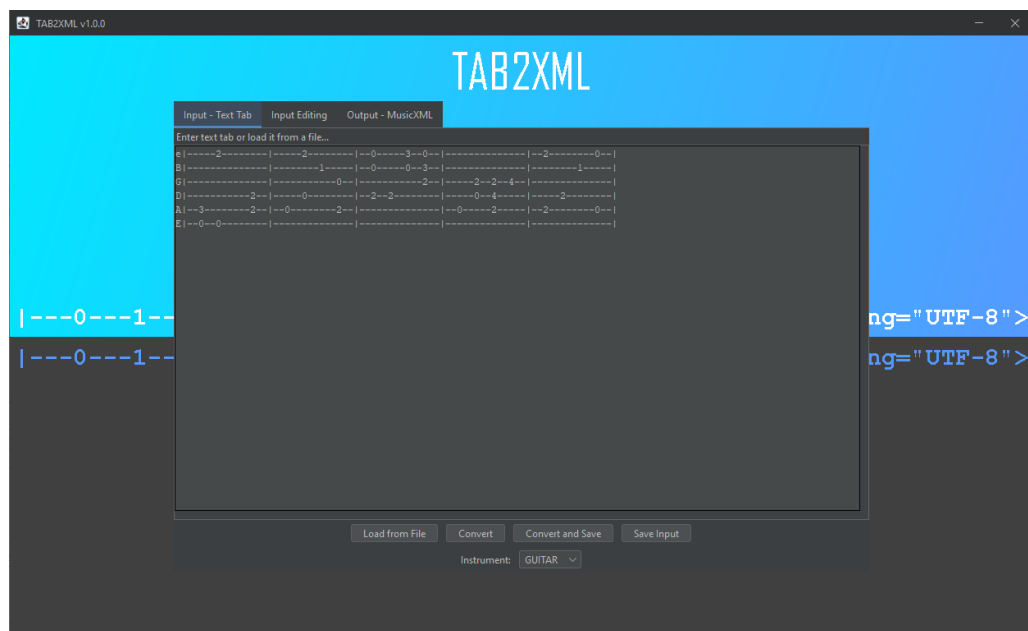 TAB2XML v1.0.0
TAB2XML
Input - Text Tab Input Editing Output - MusicXML
Enter text tab or load it from a file...
e|-----2--------|-----2--------|--0-----3--0--|--------------|--2--------0--|
B|--------------|--------1-----|--0-----0--3--|--------------|--------1-----|
G|--------------|-----------0--|-----------2--|-----2--2--4--|--------------|
D|-----------2--|-----0--------|--2--2--------|-----0--4-----|-----2--------|
A|--3--------2--|--0--------2--|--------------|--0-----2-----|--2--------0--|
E|--0--0--------|--------------|--------------|--------------|--------------|
|---0---1-- ng="UTF-8">
|---0---1-- ng="UTF-8">
Load from File Convert Convert and Save Save Input
Instrument: GUITAR